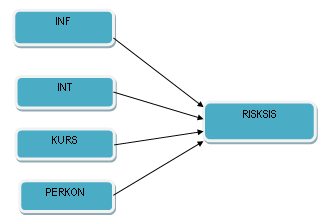 INF
INT
KURS
PERKON
RISKSIS